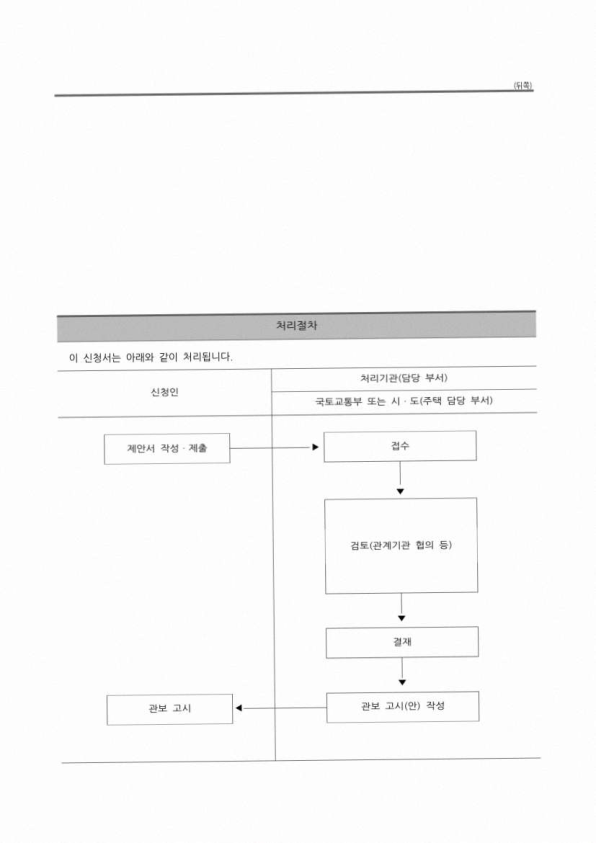 (뒤쪽)
처리절차
이 신청서는 아래와 같이 처리됩니다.
신청인
처리기관(담당 부서)
국토교통부 또는 시ㆍ도(주택 담당 부서)
제안서 작성ㆍ제출
접수
검토(관계기관 협의 등)
결재
관보 고시
관보 고시(안) 작성